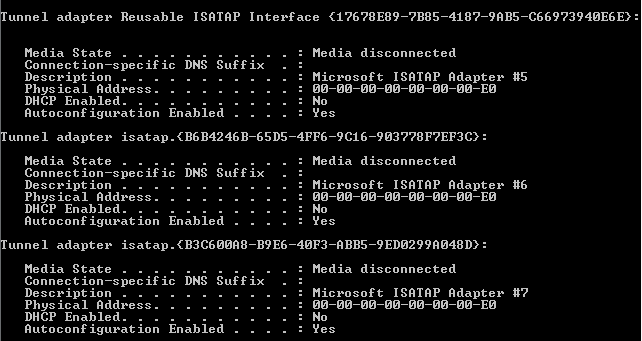 Tunnel adapter Reusable ISATAP Interface {17678E89-7B85-4187-9AB5-C66973940E6E}:
Media State . . . . . . . . . . . : Media disconnected
Connection-specific DNS Suffix  . :
Description . . . . . . . . . . . : Microsoft ISATAP Adapter #5
Physical Address. . . . . . . . . : 00-00-00-00-00-00-00-E0
DHCP Enabled. . . . . . . . . . . : No
Autoconfiguration Enabled . . . . : Yes
Tunnel adapter isatap.{B6B4246B-65D5-4FF6-9C16-903778F7EF3C}:
Media State . . . . . . . . . . . : Media disconnected
Connection-specific DNS Suffix  . :
Description . . . . . . . . . . . : Microsoft ISATAP Adapter #6
Physical Address. . . . . . . . . : 00-00-00-00-00-00-00-E0
DHCP Enabled. . . . . . . . . . . : No
Autoconfiguration Enabled . . . . : Yes
Tunnel adapter isatap.{B3C600A8-B9E6-40F3-ABB5-9ED0299A048D}:
Media State . . . . . . . . . . . : Media disconnected
Connection-specific DNS Suffix  . :
Description . . . . . . . . . . . : Microsoft ISATAP Adapter #7
Physical Address. . . . . . . . . : 00-00-00-00-00-00-00-E0
DHCP Enabled. . . . . . . . . . . : No
Autoconfiguration Enabled . . . . : Yes